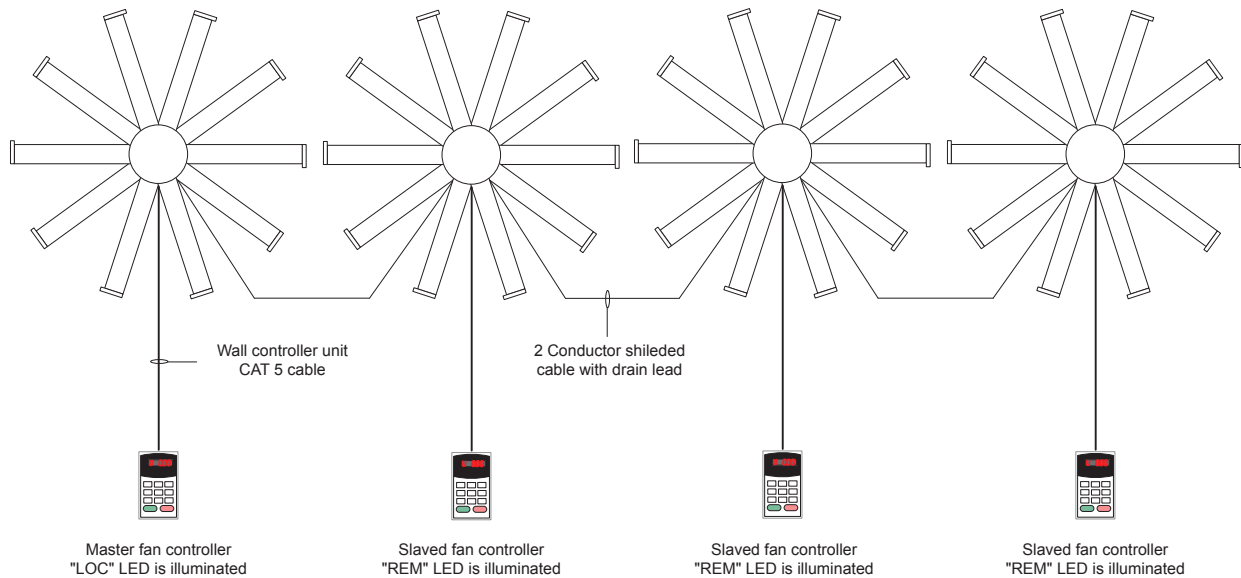 Wall controller unit
CAT 5 cable
2 Conductor shileded
cable with drain lead
Master fan controller
"LOC" LED is illuminated
Slaved fan controller
"REM" LED is illuminated
Slaved fan controller
"REM" LED is illuminated
Slaved fan controller
"REM" LED is illuminated